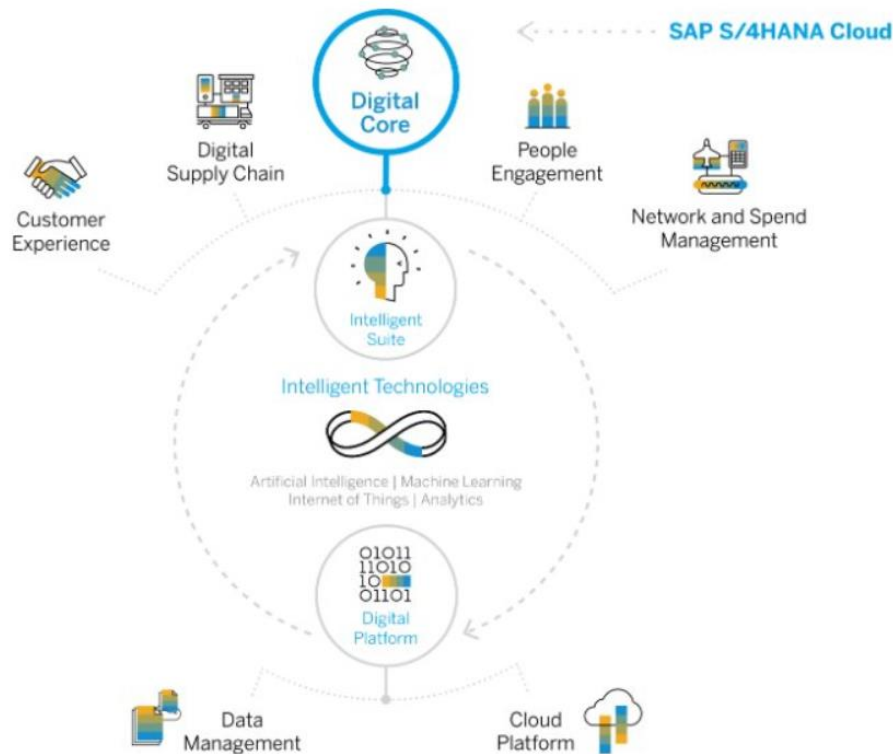 SAP S/4HANA Cloud
Digital
Core
Digital
Supply Chain
People
Engagement
Customer
Experience
Network and Spend
Management
Intelligent
Suite
Intelligent Technologies
Artificial Intelligence | Machine Learning
Internet of Things | Analytics
01011
11010
10
01101
Digital
Platform
Data
Management
Cloud
Platform